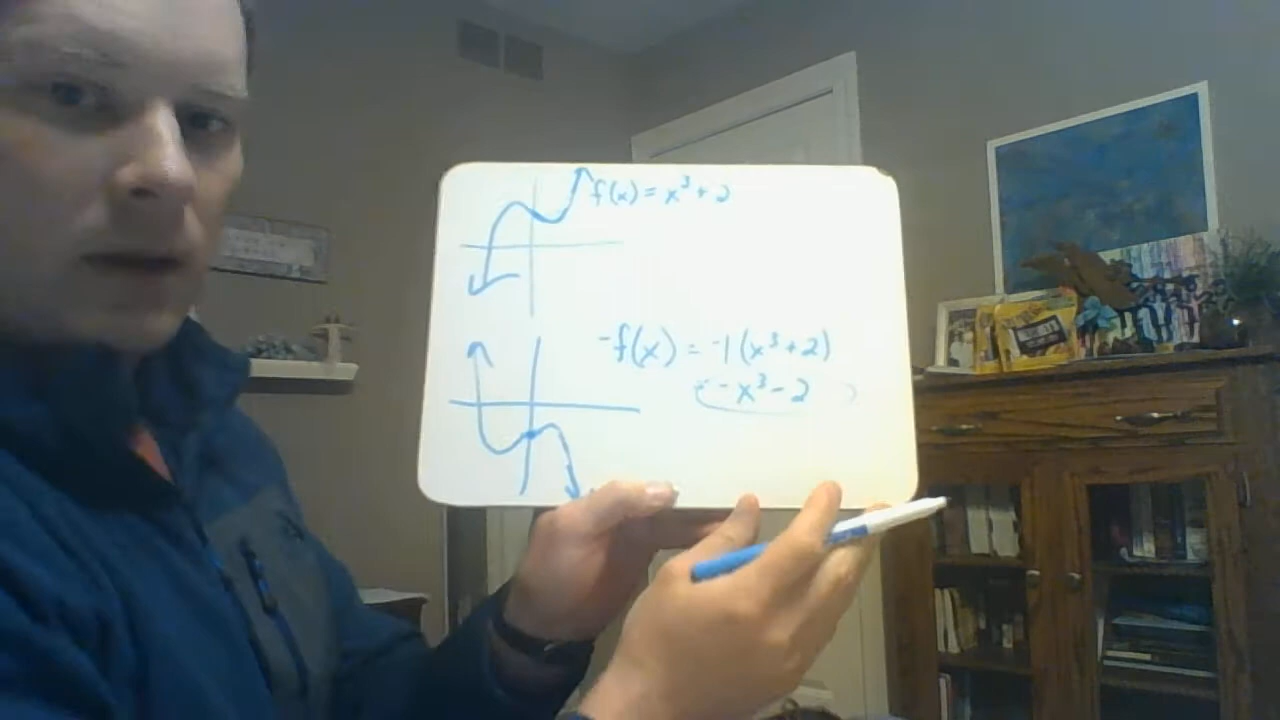 f(x) = x³ + 2
-f(x) = -1(x³+2)
-x³ - 2